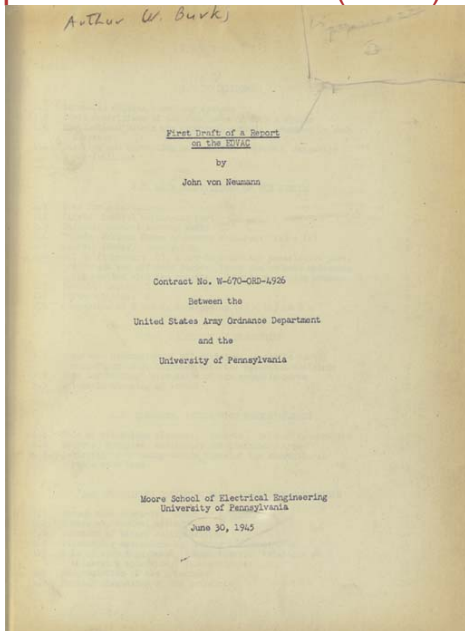 Arthur W. Burks
First Draft of a Report
on the EDVAC
by
John von Neumann
Contract No. W-670-ORD-4926
Between the
United States Army Ordnance Department
and the
University of Pennsylvania
Moore School of Electrical Engineering
University of Pennsylvania
June 30, 1945